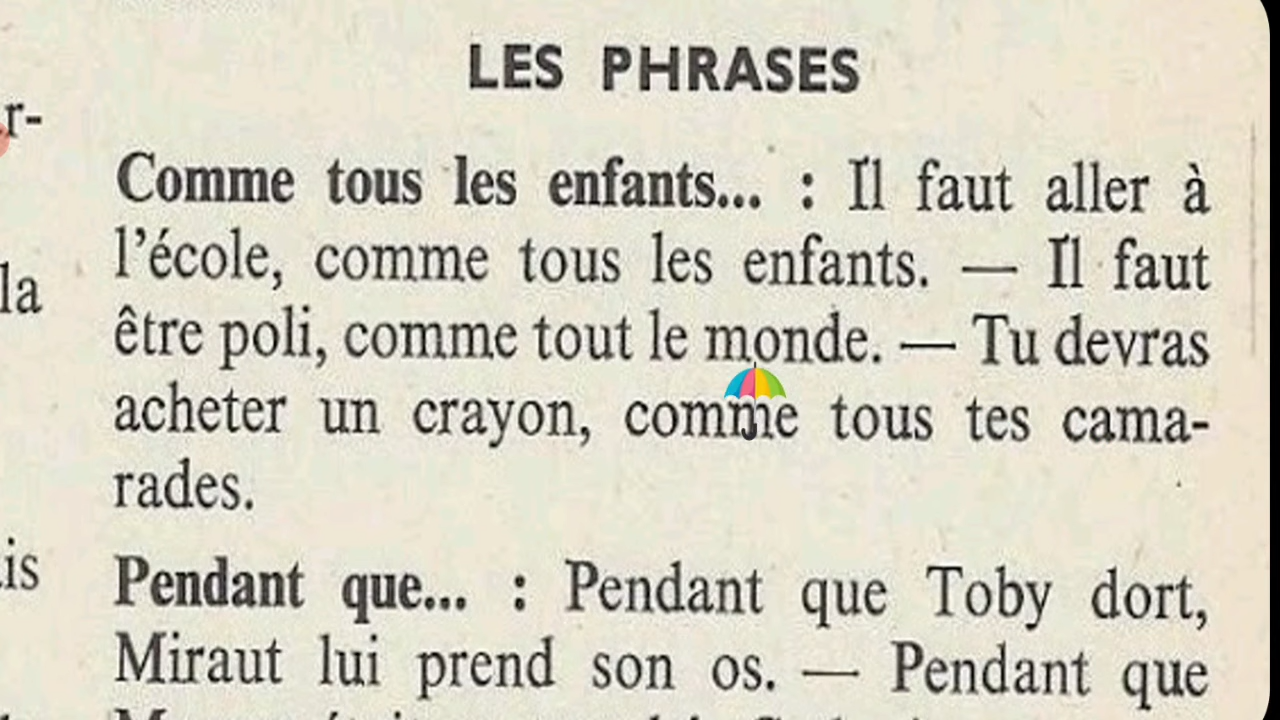 LES PHRASES
r-
Comme tous les enfants... : Il faut aller à
l'école, comme tous les enfants. — Il faut
la
être poli, comme tout le monde. — Tu devras
acheter un crayon, comme tous tes cama-
rades.
is
Pendant que... : Pendant que Toby dort,
Miraut lui prend son os. — Pendant que